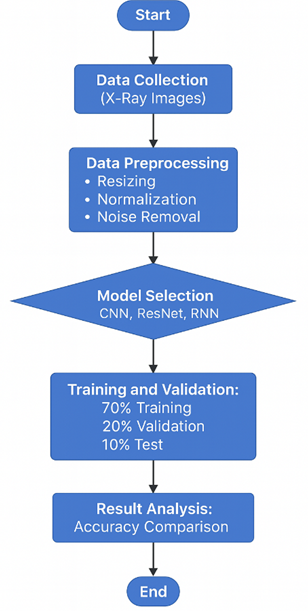 Start
Data Collection
(X-Ray Images)
Data Preprocessing
• Resizing
• Normalization
• Noise Removal
Model Selection
CNN, ResNet, RNN
Training and Validation:
70% Training
20% Validation
10% Test
Result Analysis:
Accuracy Comparison
End